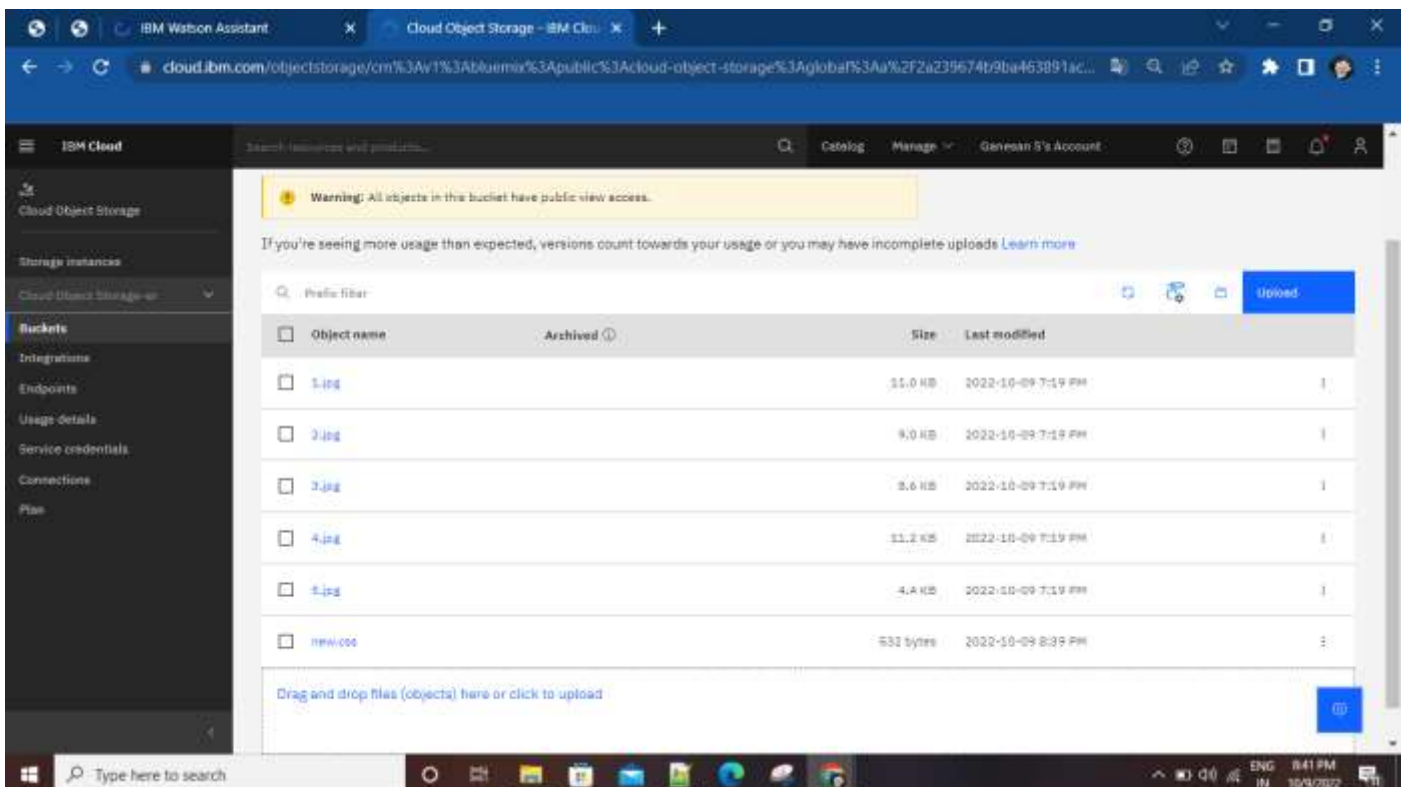 IBM Watson Assistant
Cloud Object Storage - IBM Clou
cloud.ibm.com/objectstorage/crn%3Av1%3Abluemix%3Apublic%3Acloud-object-storage%3Aglobal%3Aa%2F2a239674b9ba463891ac...
IBM Cloud
Search resources and products...
Catalog
Manage
Ganesan S's Account
Cloud Object Storage
Warning: All objects in this bucket have public view access.
If you're seeing more usage than expected, versions count towards your usage or you may have incomplete uploads Learn more
Storage instances
Cloud Object Storage-
Buckets
Integrations
Endpoints
Usage details
Service credentials
Connections
Plan
Prefix filter
Upload
Object name Archived Size Last modified
1.jpg 11.0 KB 2022-10-09 7:19 PM
2.jpg 9.0 KB 2022-10-09 7:19 PM
3.jpg 8.6 KB 2022-10-09 7:19 PM
4.jpg 11.2 KB 2022-10-09 7:19 PM
5.jpg 4.4 KB 2022-10-09 7:19 PM
new.css 2022-10-09 8:39 PM
Drag and drop files (objects) here or click to upload
Type here to search
ENG
IN
8:41 PM
10/9/2022